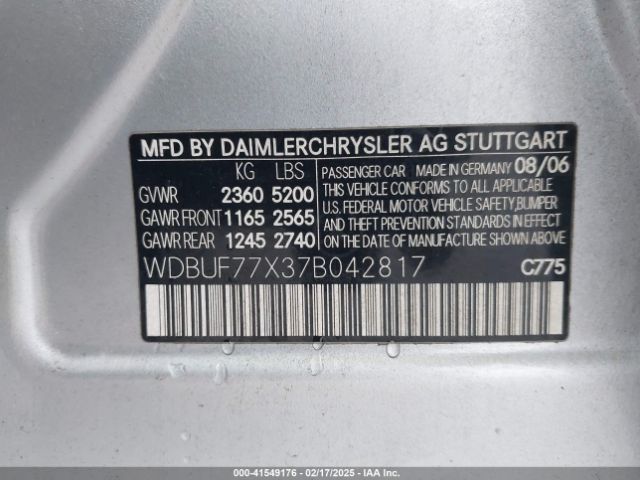 MFD BY DAIMLERCHRYSLER AG STUTTGART
KG LBS
GVWR 2360 5200
GAWR FRONT 1165 2565
GAWR REAR 1245 2740
PASSENGER CAR MADE IN GERMANY 08/06
THIS VEHICLE CONFORMS TO ALL APPLICABLE
U.S. FEDERAL MOTOR VEHICLE SAFETY,BUMPER
AND THEFT PREVENTION STANDARDS IN EFFECT
ON THE DATE OF MANUFACTURE SHOWN ABOVE.
WDBUF77X37B042817 C775
© - 41549176 - 02/17/2025 - IAA Inc.